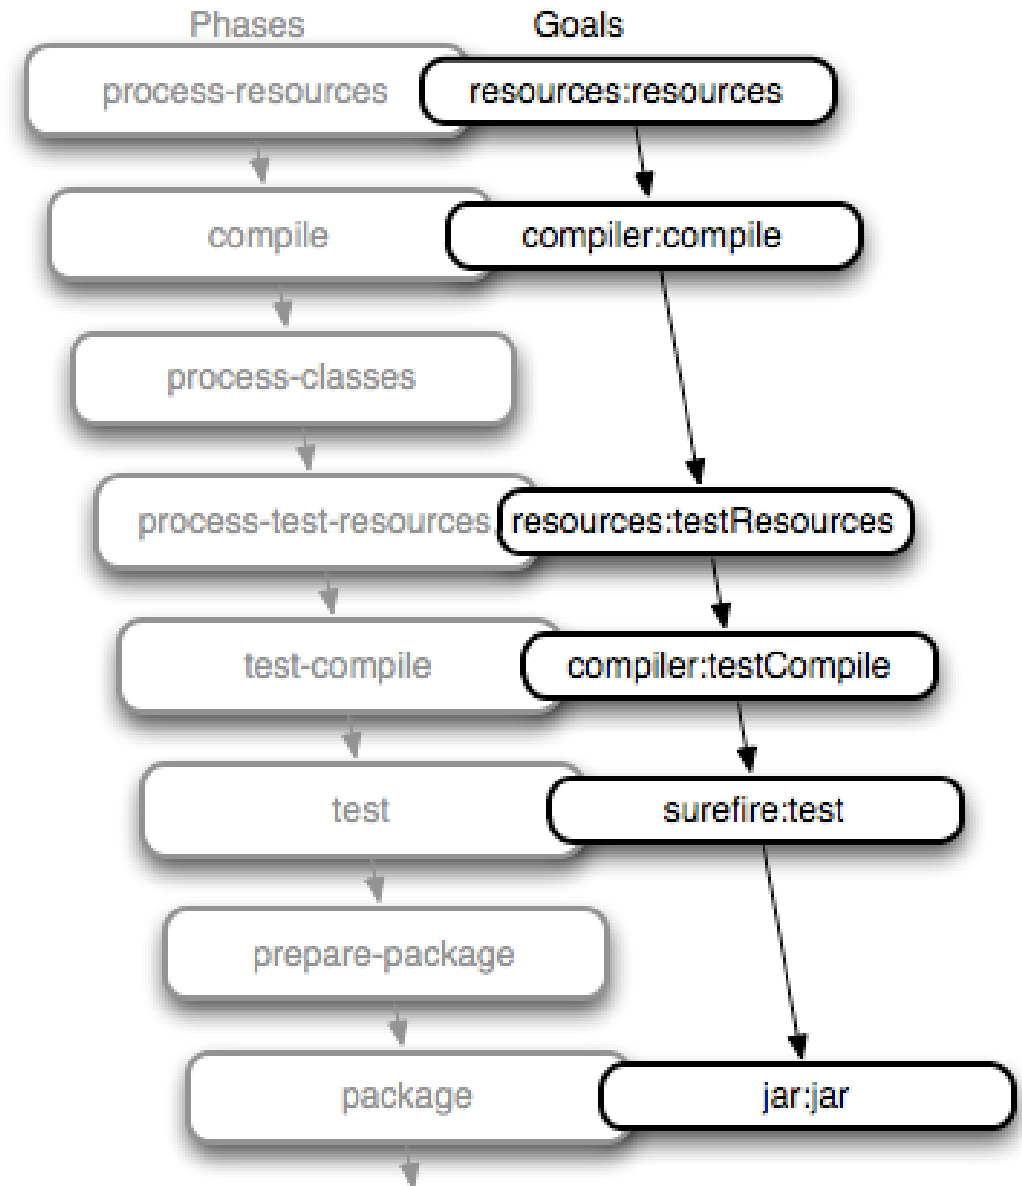 Phases Goals
process-resources resources:resources
compile compiler:compile
process-classes
process-test-resources resources:testResources
test-compile compiler:testCompile
test surefire:test
prepare-package
package jar:jar